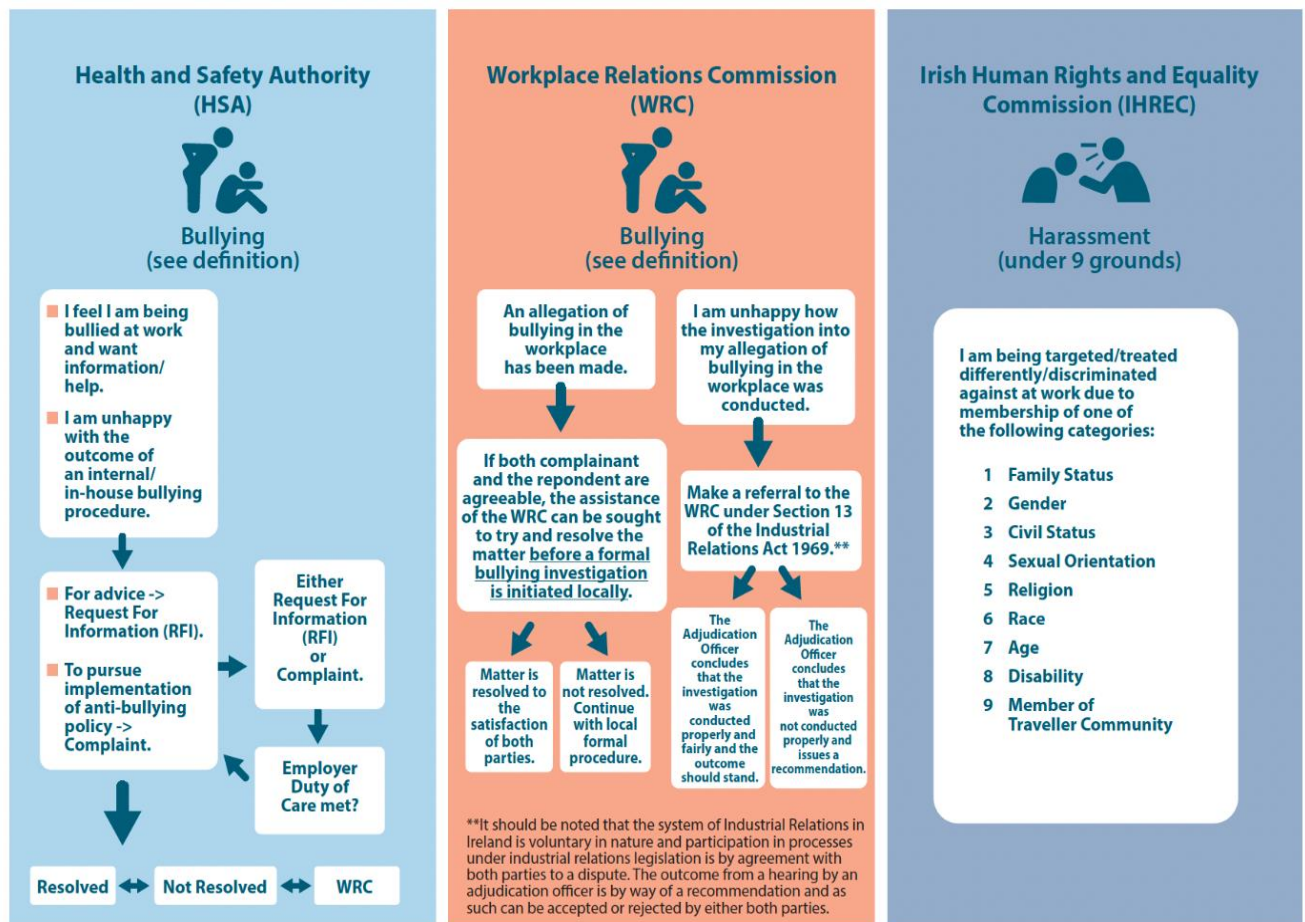 Health and Safety Authority
(HSA)
Bullying
(see definition)
I feel I am being
bullied at work
and want
information/
help.
I am unhappy
with the
outcome of
an internal/
in-house bullying
procedure.
For advice ->
Request For
Information (RFI).
To pursue
implementation
of anti-bullying
policy ->
Complaint.
Either
Request For
Information
(RFI)
or
Complaint.
Employer
Duty of
Care met?
Resolved
Not Resolved
WRC
Workplace Relations Commission
(WRC)
Bullying
(see definition)
An allegation of
bullying in the
workplace
has been made.
If both complainant
and the repondent are
agreeable, the assistance
of the WRC can be sought
to try and resolve the
matter before a formal
bullying investigation
is initiated locally.
Matter is
resolved to
the
satisfaction
of both
parties.
Matter is
not resolved.
Continue
with local
formal
procedure.
I am unhappy how
the investigation into
my allegation of
bullying in the
workplace was
conducted.
Make a referral to the
WRC under Section 13
of the Industrial
Relations Act 1969.**
The
Adjudication
Officer
concludes
that the
investigation
was
conducted
properly and
fairly and the
outcome
should stand.
The
Adjudication
Officer
concludes
that the
investigation
was
not conducted
properly and
issues a
recommendation.
**It should be noted that the system of Industrial Relations in
Ireland is voluntary in nature and participation in processes
under industrial relations legislation is by agreement with
both parties to a dispute. The outcome from a hearing by an
adjudication officer is by way of a recommendation and as
such can be accepted or rejected by either both parties.
Irish Human Rights and Equality
Commission (IHREC)
Harassment
(under 9 grounds)
I am being targeted/treated
differently/discriminated
against at work due to
membership of one of
the following categories:
1 Family Status
2 Gender
3 Civil Status
4 Sexual Orientation
5 Religion
6 Race
7 Age
8 Disability
9 Member of
Traveller Community